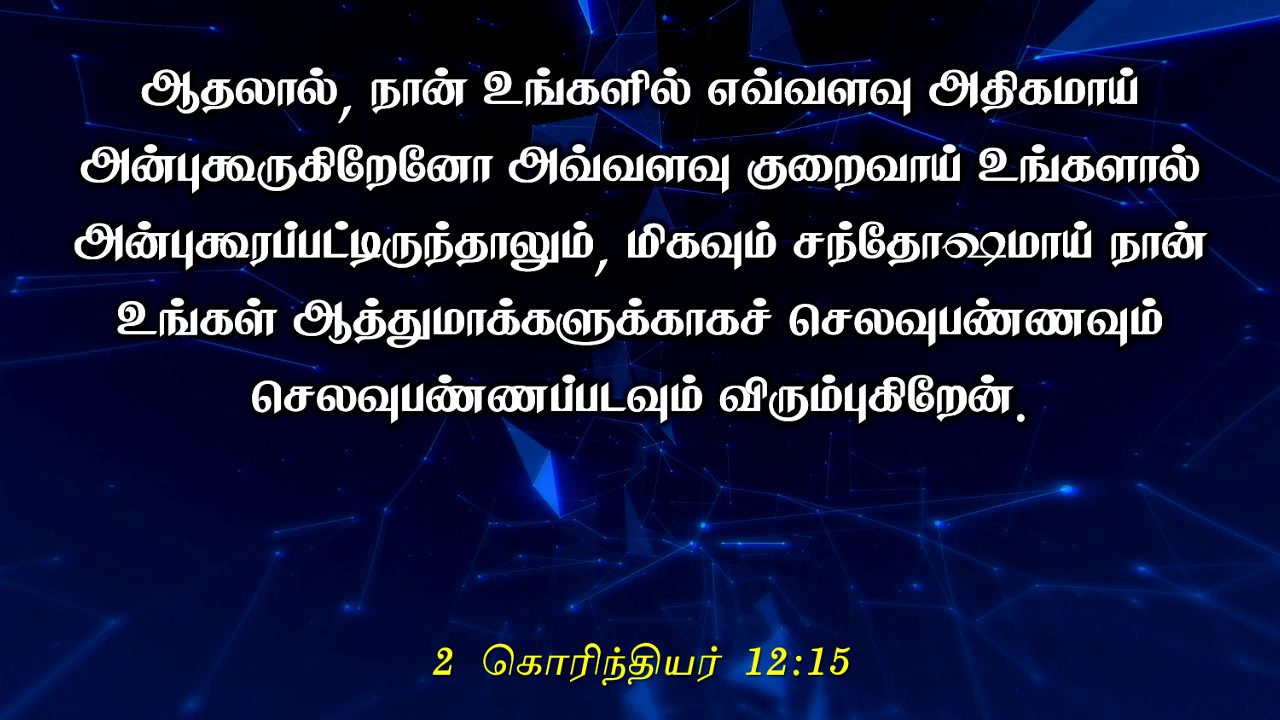 ஆதலால், நான் உங்களில் எவ்வளவு அதிகமாய்
அன்புகூருகிறேனோ அவ்வளவு குறைவாய் உங்களால்
அன்புகூரப்பட்டிருந்தாலும், மிகவும் சந்தோஷமாய் நான்
உங்கள் ஆத்துமாக்களுக்காகச் செலவுபண்ணவும்
செலவுபண்ணப்படவும் விரும்புகிறேன்.
2 கொரிந்தியர் 12:15